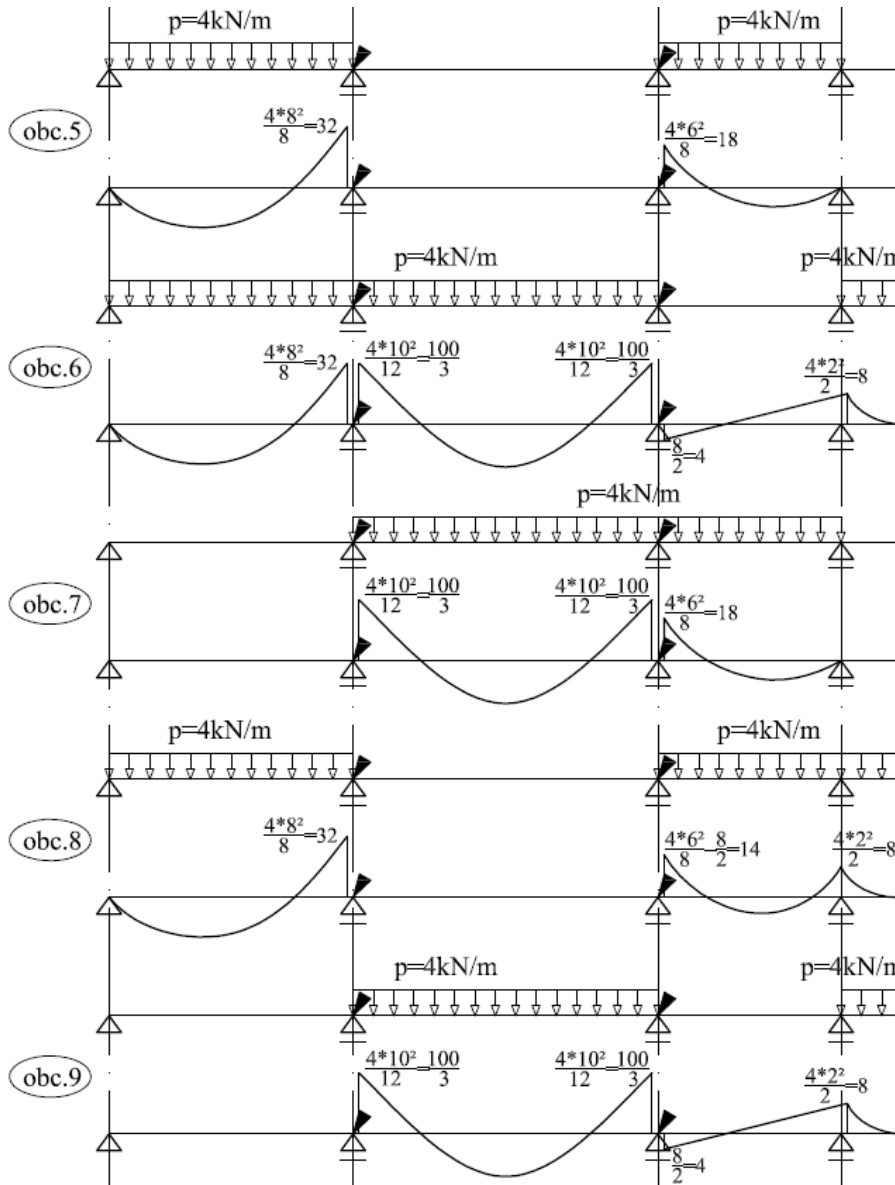 p=4kN/m p=4kN/m
obc.5
4*8²/8=32 4*6²/8=18
p=4kN/m p=4kN/m
obc.6
4*8²/8=32 4*10²/12=100/3 4*10²/12=100/3 4*2²/2=8
8/2=4
p=4kN/m
obc.7
4*10²/12=100/3 4*10²/12=100/3 4*6²/8=18
p=4kN/m p=4kN/m
obc.8
4*8²/8=32 4*6²/8-8/2=14 4*2²/2=8
p=4kN/m p=4kN/m
obc.9
4*10²/12=100/3 4*10²/12=100/3 4*2²/2=8
8/2=4